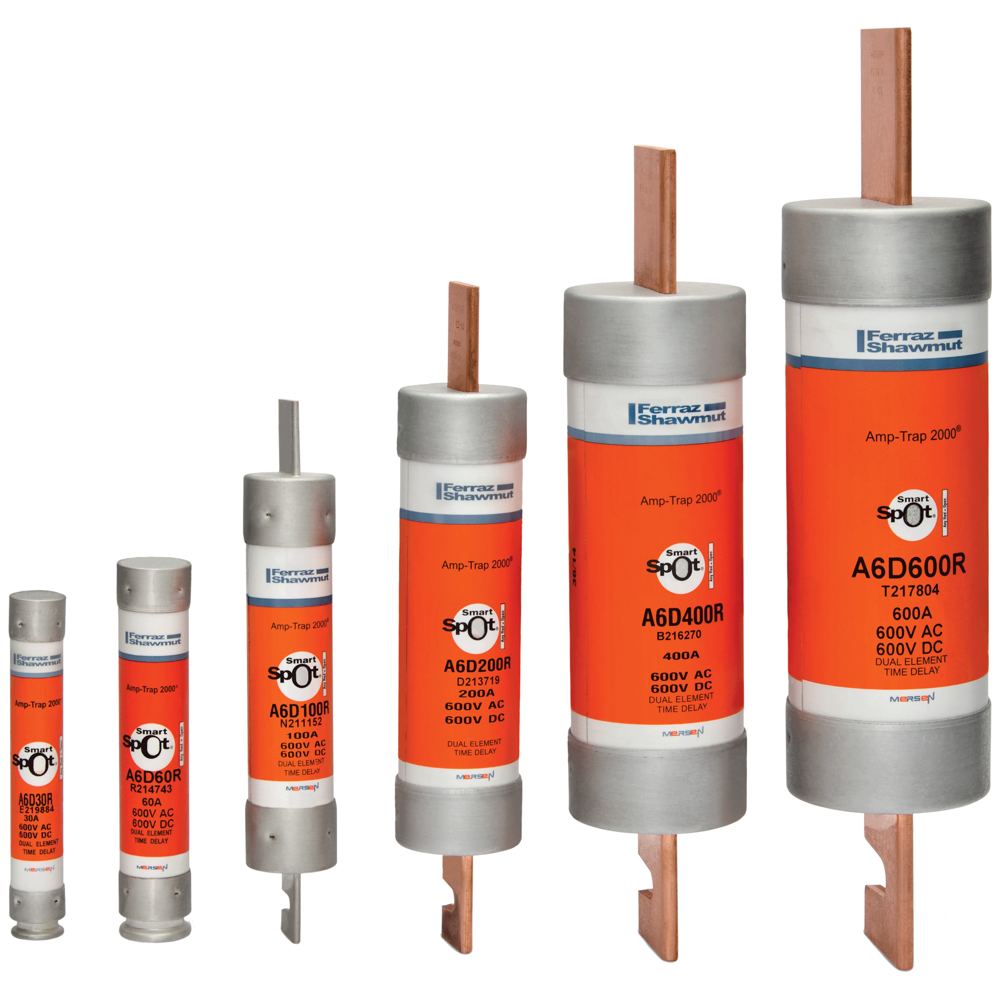 Ferraz
Shawmut
Amp-Trap 2000®
Smart
Spot®
Any Red = Open
A6D30R
E219884
30A
600V AC
600V DC
DUAL ELEMENT
TIME DELAY
MERSEN
Ferraz
Shawmut
Amp-Trap 2000®
Smart
Spot®
Any Red = Open
A6D60R
R214743
60A
600V AC
600V DC
DUAL ELEMENT
TIME DELAY
MERSEN
Ferraz
Shawmut
Amp-Trap 2000®
Smart
Spot®
Any Red = Open
A6D100R
N211152
100A
600V AC
600V DC
DUAL ELEMENT
TIME DELAY
MERSEN
05 14
Ferraz
Shawmut
Amp-Trap 2000®
Smart
Spot®
Any Red = Open
A6D200R
D213719
200A
600V AC
600V DC
DUAL ELEMENT
TIME DELAY
MERSEN
Ferraz
Shawmut
Amp-Trap 2000®
36/14
Smart
Spot®
Any Red = Open
A6D400R
B216270
400A
600V AC
600V DC
DUAL ELEMENT
TIME DELAY
MERSEN
A6D600R
Ferraz
Shawmut
Amp-Trap 2000®
Smart
Spot®
Any Red = Open
A6D600R
T217804
600A
600V AC
600V DC
DUAL ELEMENT
TIME DELAY
MERSEN